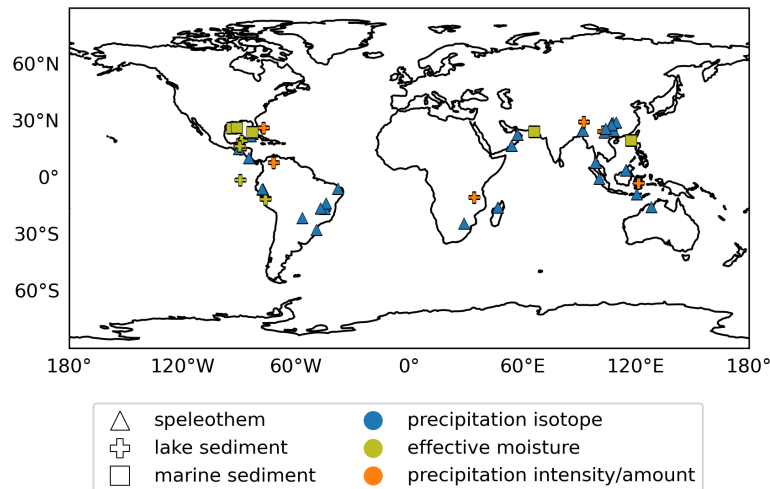 60°N
30°N
0°
30°S
60°S
180° 120°W 60°W 0° 60°E 120°E 180°
speleothem precipitation isotope
lake sediment effective moisture
marine sediment precipitation intensity/amount